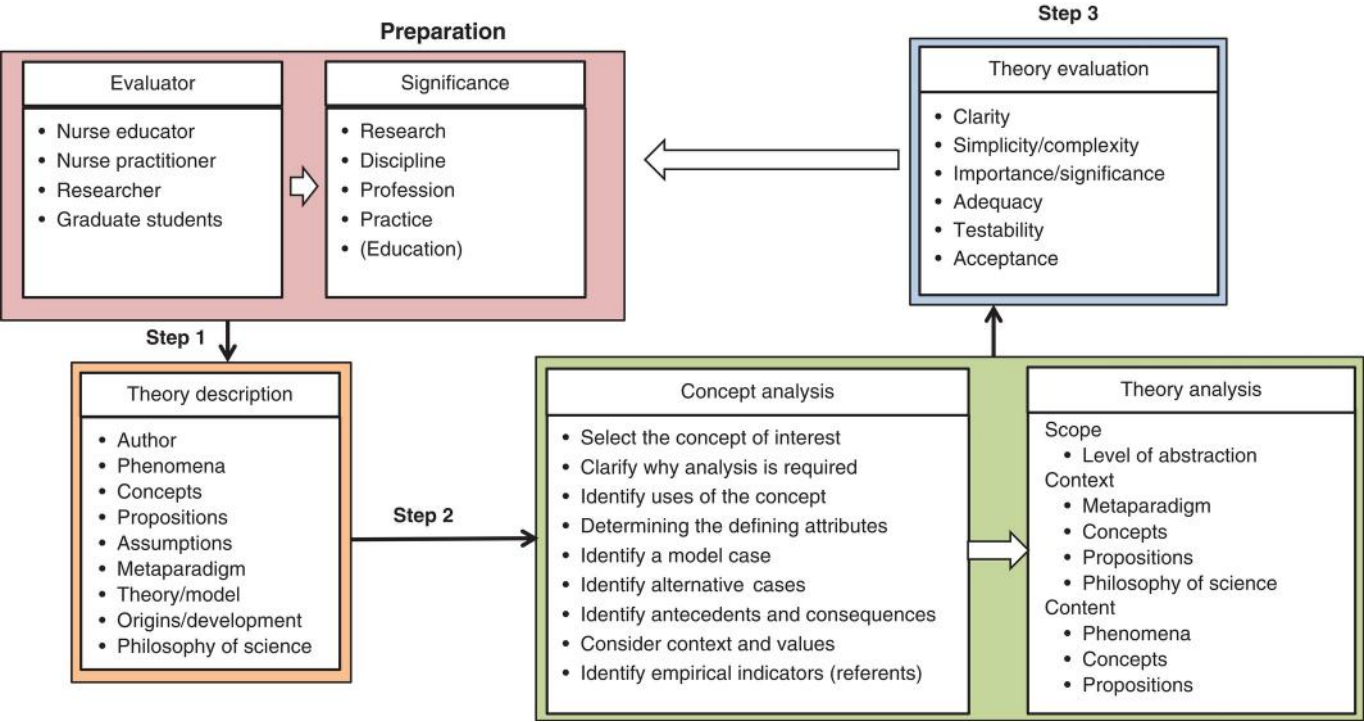 Preparation
Evaluator
• Nurse educator
• Nurse practitioner
• Researcher
• Graduate students
Significance
• Research
• Discipline
• Profession
• Practice
• (Education)
Step 1
Theory description
• Author
• Phenomena
• Concepts
• Propositions
• Assumptions
• Metaparadigm
• Theory/model
• Origins/development
• Philosophy of science
Step 2
Concept analysis
• Select the concept of interest
• Clarify why analysis is required
• Identify uses of the concept
• Determining the defining attributes
• Identify a model case
• Identify alternative cases
• Identify antecedents and consequences
• Consider context and values
• Identify empirical indicators (referents)
Theory analysis
Scope
• Level of abstraction
Context
• Metaparadigm
• Concepts
• Propositions
• Philosophy of science
Content
• Phenomena
• Concepts
• Propositions
Step 3
Theory evaluation
• Clarity
• Simplicity/complexity
• Importance/significance
• Adequacy
• Testability
• Acceptance